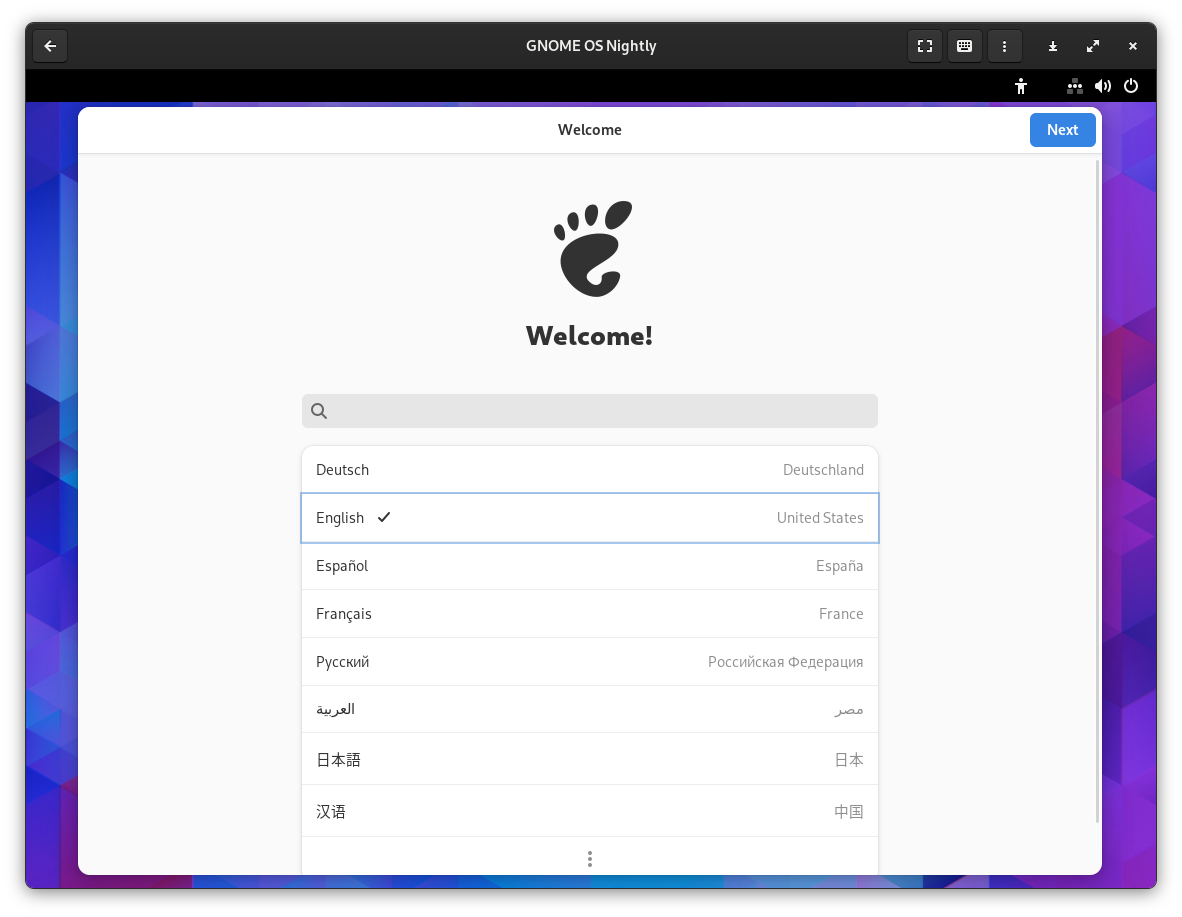 GNOME OS Nightly
Welcome
Next
Welcome!
Deutsch Deutschland
English United States
Español España
Français France
Русский Российская Федерация
العربية مصر
日本語 日本
汉语 中国